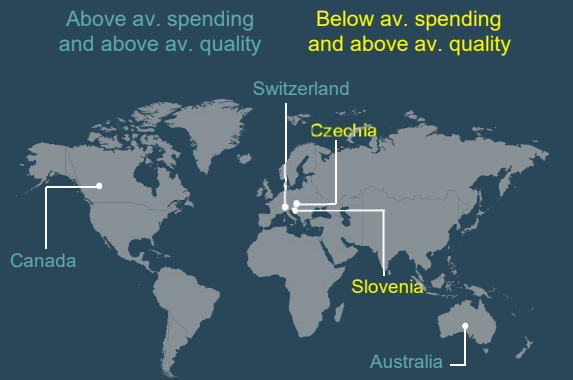 Above av. spending
and above av. quality
Below av. spending
and above av. quality
Switzerland
Czechia
Canada
Slovenia
Australia